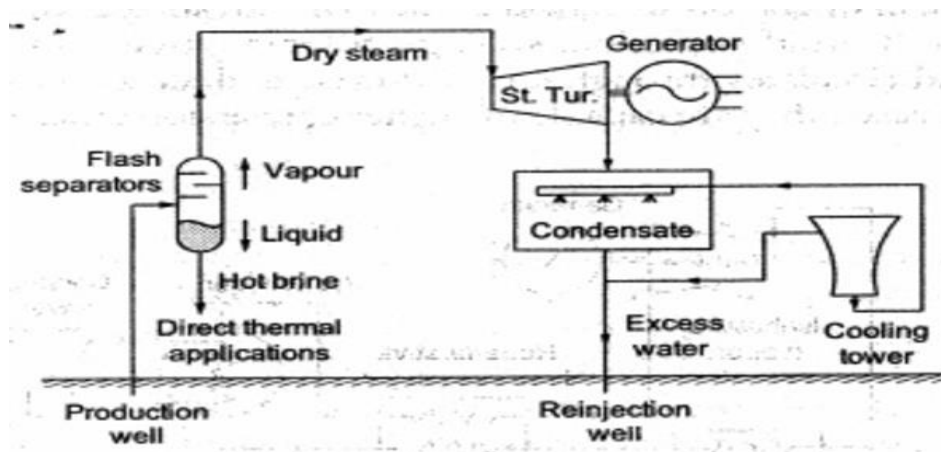 Dry steam
Generator
St. Tur.
Flash
separators
Vapour
Liquid
Condensate
Hot brine
Direct thermal
applications
Excess
water
Cooling
tower
Production
well
Reinjection
well